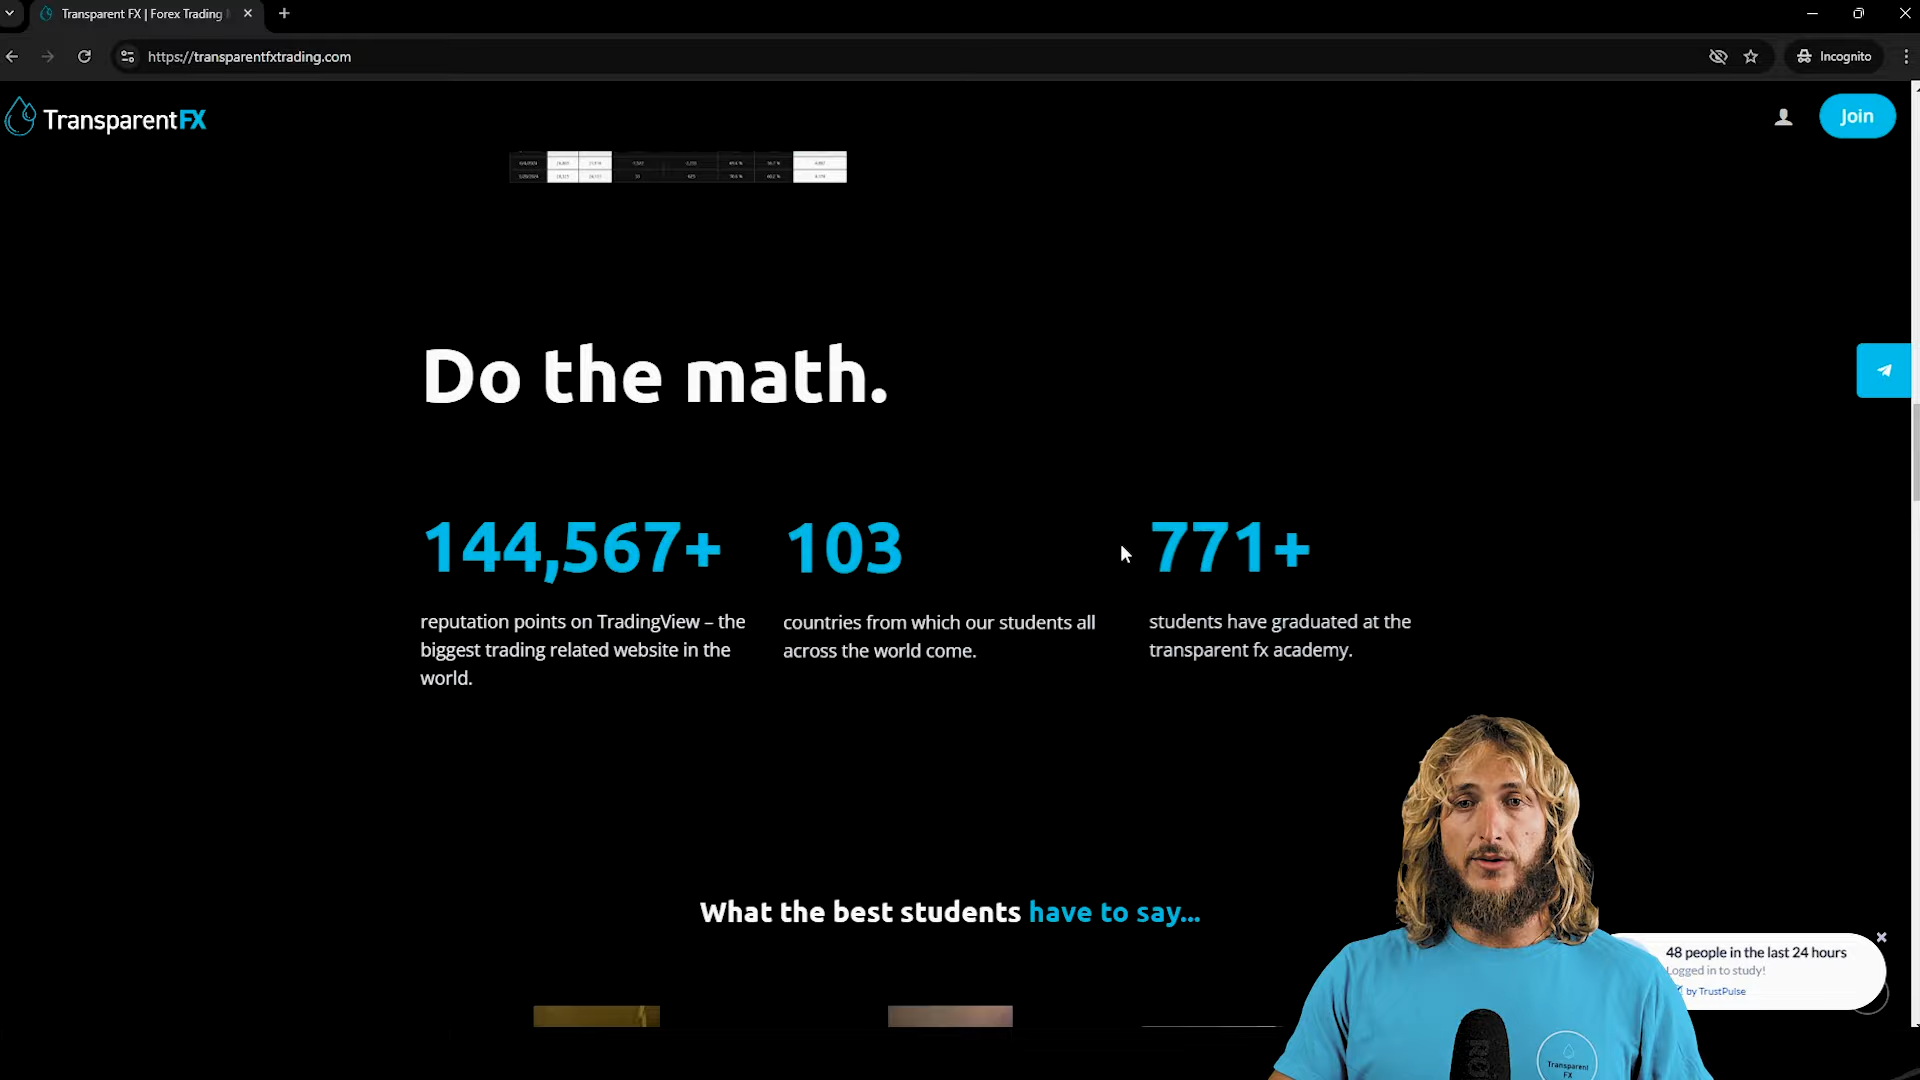 Transparent FX | Forex Trading
https://transparentfxtrading.com
Incognito
TransparentFX
Join
Do the math.
144,567+
103
771+
reputation points on TradingView – the
biggest trading related website in the
world.
countries from which our students all
across the world come.
students have graduated at the
transparent fx academy.
What the best students have to say...
48 people in the last 24 hours
Logged in to study!
by TrustPulse
Transparent
FX